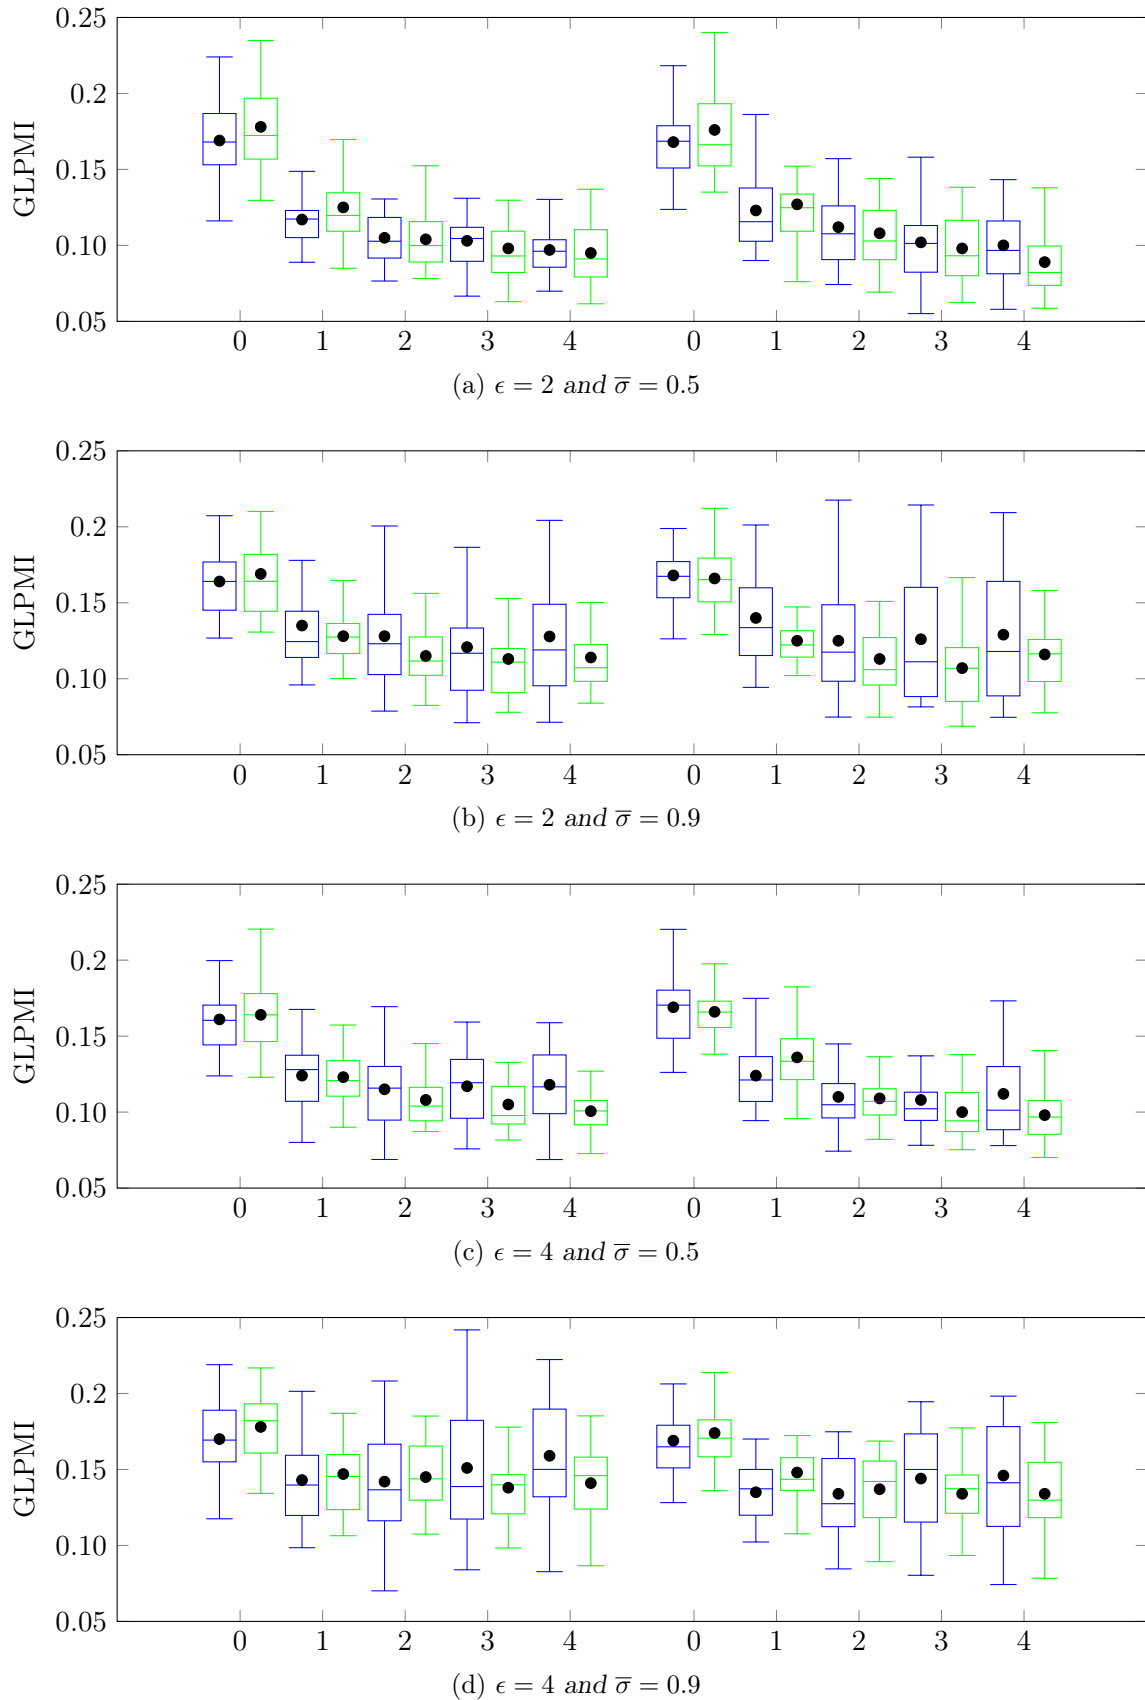 0.25
0.2
0.15
0.10
0.05
GLPMI
0 1 2 3 4 0 1 2 3 4
(a) ϵ = 2 and σ̅ = 0.5
0.25
0.2
0.15
0.10
0.05
GLPMI
0 1 2 3 4 0 1 2 3 4
(b) ϵ = 2 and σ̅ = 0.9
0.25
0.2
0.15
0.10
0.05
GLPMI
0 1 2 3 4 0 1 2 3 4
(c) ϵ = 4 and σ̅ = 0.5
0.25
0.2
0.15
0.10
0.05
GLPMI
0 1 2 3 4 0 1 2 3 4
(d) ϵ = 4 and σ̅ = 0.9